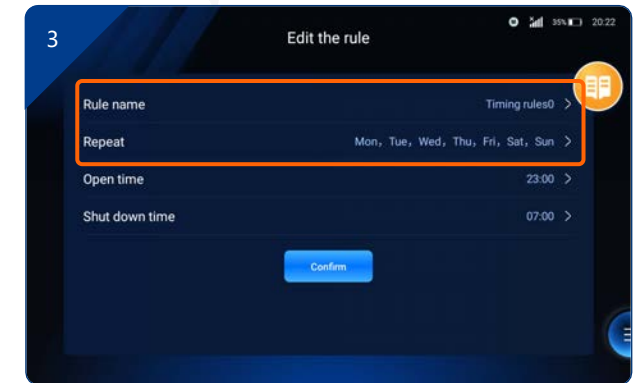 3
Edit the rule
35% 20:22
Rule name Timing rules0 >
Repeat Mon, Tue, Wed, Thu, Fri, Sat, Sun >
Open time 23:00 >
Shut down time 07:00 >
Confirm